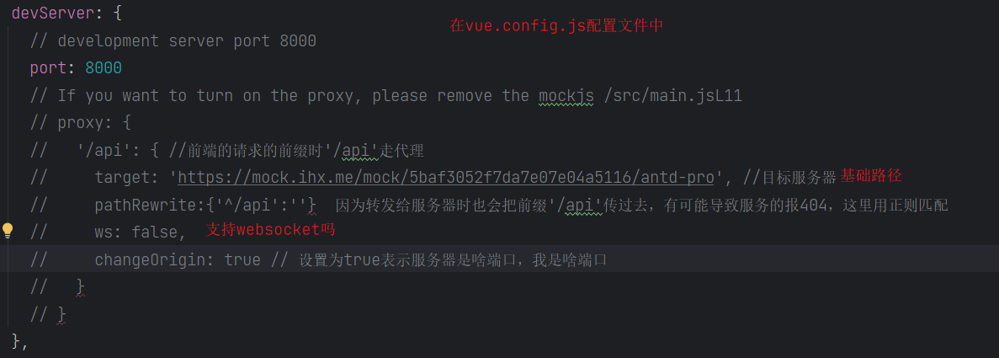 devServer: {
在vue.config.js配置文件中
// development server port 8000
port: 8000
// If you want to turn on the proxy, please remove the mockjs /src/main.jsL11
// proxy: {
//   '/api': { //前端的请求的前缀时'/api'走代理
//     target: 'https://mock.ihx.me/mock/5baf3052f7da7e07e04a5116/antd-pro', //目标服务器 基础路径
//     pathRewrite:{'^/api':''}  因为转发给服务器时也会把前缀'/api'传过去，有可能导致服务的报404，这里用正则匹配
//     ws: false,  支持websocket吗
//     changeOrigin: true // 设置为true表示服务器是啥端口，我是啥端口
//   }
// }
},